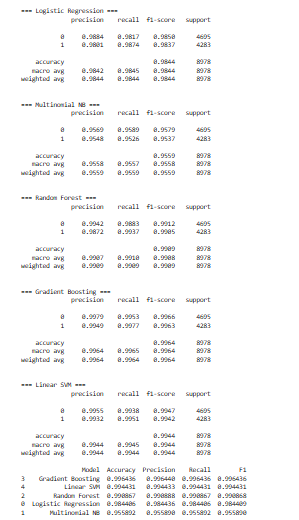 === Logistic Regression ===
precision recall f1-score support
0 0.9884 0.9817 0.9850 4695
1 0.9801 0.9874 0.9837 4283
accuracy 0.9844 8978
macro avg 0.9842 0.9845 0.9844 8978
weighted avg 0.9844 0.9844 0.9844 8978
=== Multinomial NB ===
precision recall f1-score support
0 0.9569 0.9589 0.9579 4695
1 0.9548 0.9526 0.9537 4283
accuracy 0.9559 8978
macro avg 0.9558 0.9557 0.9558 8978
weighted avg 0.9559 0.9559 0.9559 8978
=== Random Forest ===
precision recall f1-score support
0 0.9942 0.9883 0.9912 4695
1 0.9872 0.9937 0.9905 4283
accuracy 0.9909 8978
macro avg 0.9907 0.9910 0.9908 8978
weighted avg 0.9909 0.9909 0.9909 8978
=== Gradient Boosting ===
precision recall f1-score support
0 0.9979 0.9953 0.9966 4695
1 0.9949 0.9977 0.9963 4283
accuracy 0.9964 8978
macro avg 0.9964 0.9965 0.9964 8978
weighted avg 0.9964 0.9964 0.9964 8978
=== Linear SVM ===
precision recall f1-score support
0 0.9955 0.9938 0.9947 4695
1 0.9932 0.9951 0.9942 4283
accuracy 0.9944 8978
macro avg 0.9944 0.9945 0.9944 8978
weighted avg 0.9944 0.9944 0.9944 8978
Model Accuracy Precision Recall F1
3 Gradient Boosting 0.996436 0.996440 0.996436 0.996436
4 Linear SVM 0.994431 0.994433 0.994431 0.994431
2 Random Forest 0.990867 0.990888 0.990867 0.990868
0 Logistic Regression 0.984406 0.984436 0.984406 0.984409
1 Multinomial NB 0.955892 0.955890 0.955892 0.955890